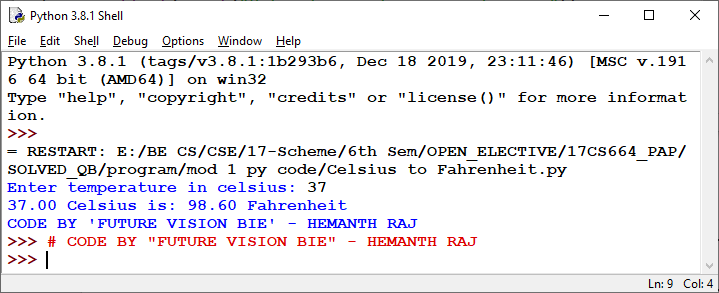 Python 3.8.1 Shell
File Edit Shell Debug Options Window Help
Python 3.8.1 (tags/v3.8.1:1b293b6, Dec 18 2019, 23:11:46) [MSC v.191
6 64 bit (AMD64)] on win32
Type "help", "copyright", "credits" or "license()" for more informat
ion.
>>>
= RESTART: E:/BE CS/CSE/17-Scheme/6th Sem/OPEN_ELECTIVE/17CS664_PAP/
SOLVED_QB/program/mod 1 py code/Celsius to Fahrenheit.py
Enter temperature in celsius: 37
37.00 Celsius is: 98.60 Fahrenheit
CODE BY 'FUTURE VISION BIE' - HEMANTH RAJ
>>> # CODE BY "FUTURE VISION BIE" - HEMANTH RAJ
>>>
Ln: 9 Col: 4